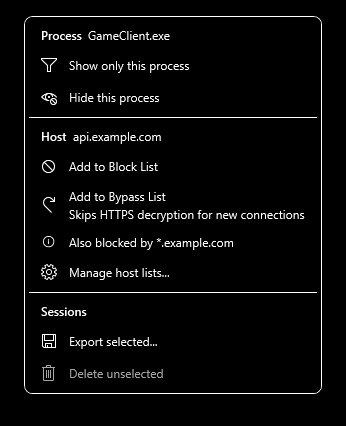 Process GameClient.exe
Show only this process
Hide this process
Host api.example.com
Add to Block List
Add to Bypass List
Skips HTTPS decryption for new connections
Also blocked by *.example.com
Manage host lists...
Sessions
Export selected...
Delete unselected